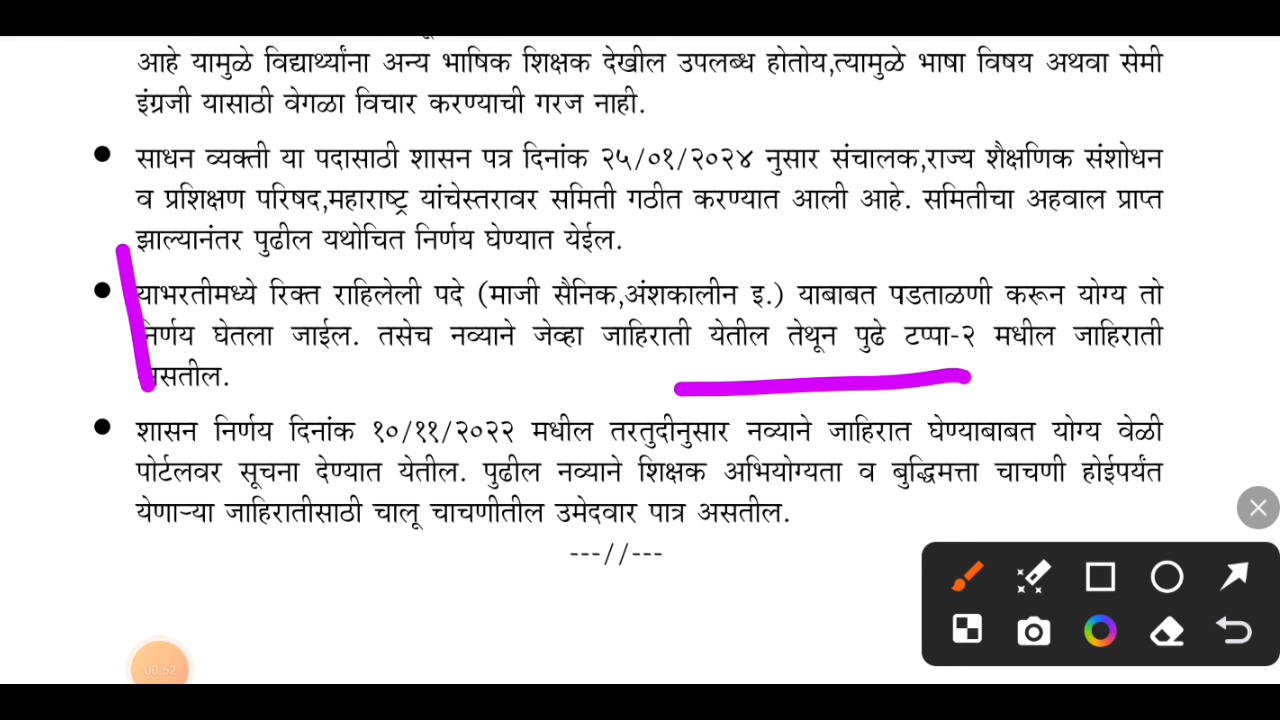 आहे यामुळे विद्यार्थ्यांना अन्य भाषिक शिक्षक देखील उपलब्ध होतोय,त्यामुळे भाषा विषय अथवा सेमी
इंग्रजी यासाठी वेगळा विचार करण्याची गरज नाही.
● साधन व्यक्ती या पदासाठी शासन पत्र दिनांक २५/०१/२०२४ नुसार संचालक,राज्य शैक्षणिक संशोधन
व प्रशिक्षण परिषद,महाराष्ट्र यांचेस्तरावर समिती गठीत करण्यात आली आहे. समितीचा अहवाल प्राप्त
झाल्यानंतर पुढील यथोचित निर्णय घेण्यात येईल.
● याभरतीमध्ये रिक्त राहिलेली पदे (माजी सैनिक,अंशकालीन इ.) याबाबत पडताळणी करून योग्य तो
निर्णय घेतला जाईल. तसेच नव्याने जेव्हा जाहिराती येतील तेथून पुढे टप्पा-२ मधील जाहिराती
असतील.
● शासन निर्णय दिनांक १०/११/२०२२ मधील तरतुदीनुसार नव्याने जाहिरात घेण्याबाबत योग्य वेळी
पोर्टलवर सूचना देण्यात येतील. पुढील नव्याने शिक्षक अभियोग्यता व बुद्धिमत्ता चाचणी होईपर्यंत
येणाऱ्या जाहिरातीसाठी चालू चाचणीतील उमेदवार पात्र असतील.
---//---
00:52